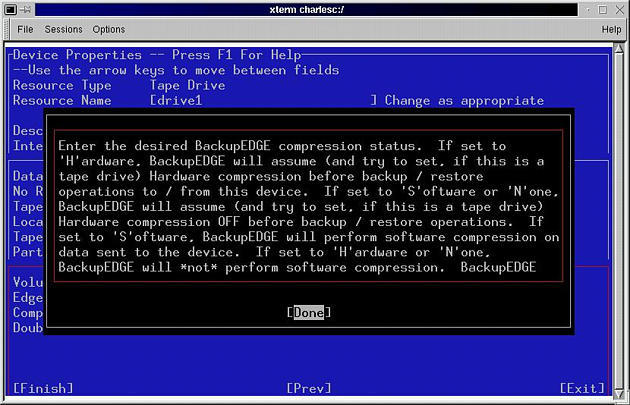 xterm charlesc:/
File Sessions Options Help
Device Properties -- Press F1 For Help
--Use the arrow keys to move between fields
Resource Type Tape Drive
Resource Name [drive1 ] Change as appropriate
Desc
Inte
Enter the desired BackupEDGE compression status. If set to
'H'ardware, BackupEDGE will assume (and try to set, if this is a
tape drive) Hardware compression before backup / restore
operations to / from this device. If set to 'S'oftware or 'N'one,
BackupEDGE will assume (and try to set, if this is a tape drive)
Hardware compression OFF before backup / restore operations. If
set to 'S'oftware, BackupEDGE will perform software compression on
data sent to the device. If set to 'H'ardware or 'N'one,
BackupEDGE will *not* perform software compression. BackupEDGE
Data
No R
Tape
Loca
Tape
Part
Volu
Edge
Comp
Doub
[Done]
[Finish] [Prev] [Exit]